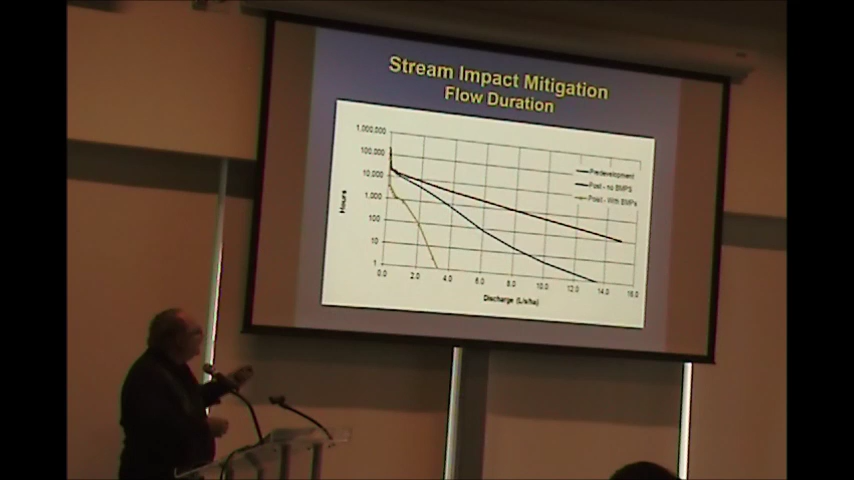 Stream Impact Mitigation
Flow Duration
1,000,000
100,000
10,000
1,000
100
10
1
Hours
0.0 2.0 4.0 6.0 8.0 10.0 12.0 14.0 16.0
Discharge (L/s/ha)
Predevelopment
Post - no BMPS
Post - With BMPs